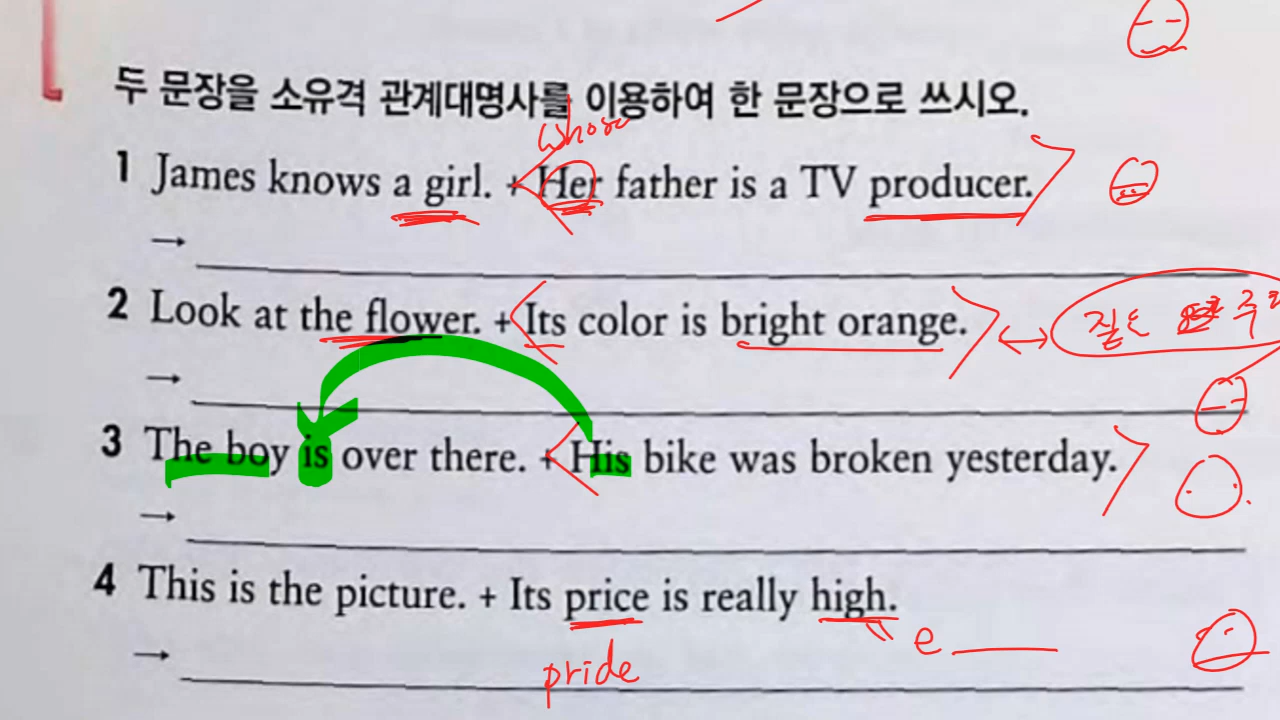 두 문장을 소유격 관계대명사를 이용하여 한 문장으로 쓰시오.
whose
1 James knows a girl. + Her father is a TV producer.
→
2 Look at the flower. + Its color is bright orange.
짙은
→
3 The boy is over there. + His bike was broken yesterday.
→
4 This is the picture. + Its price is really high.
e
→ pride